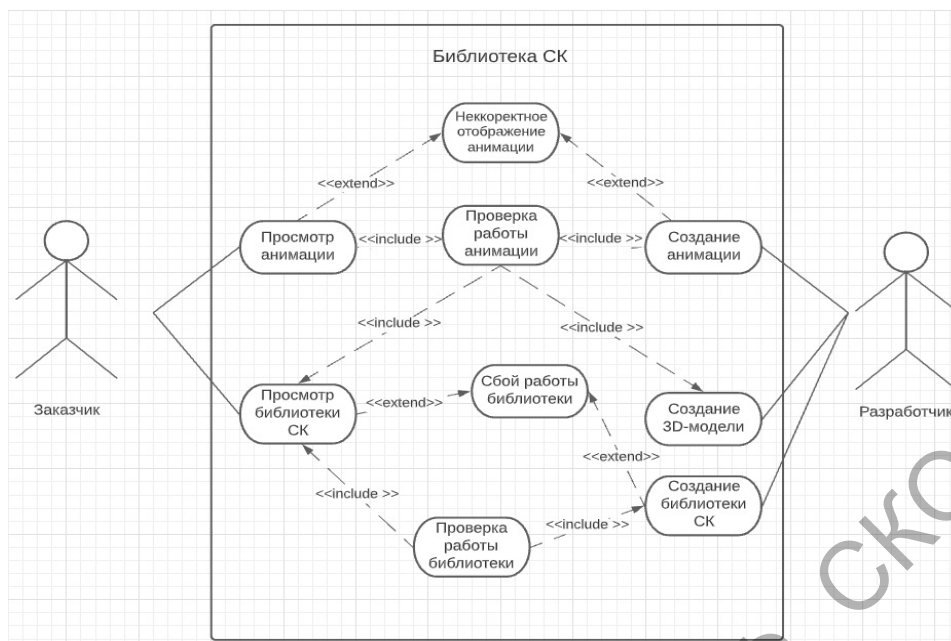 Библиотека СК
Неккоректное
отображение
анимации
<<extend>>
<<extend>>
Просмотр
анимации
<<include >>
Проверка
работы
анимации
<<include >>
Создание
анимации
<<include >>
<<include >>
Заказчик
Разработчик
Просмотр
библиотеки
СК
<<extend>>
Сбой работы
библиотеки
Создание
3D-модели
<<extend>>
<<include >>
Проверка
работы
библиотеки
<<include >>
Создание
библиотеки
СК